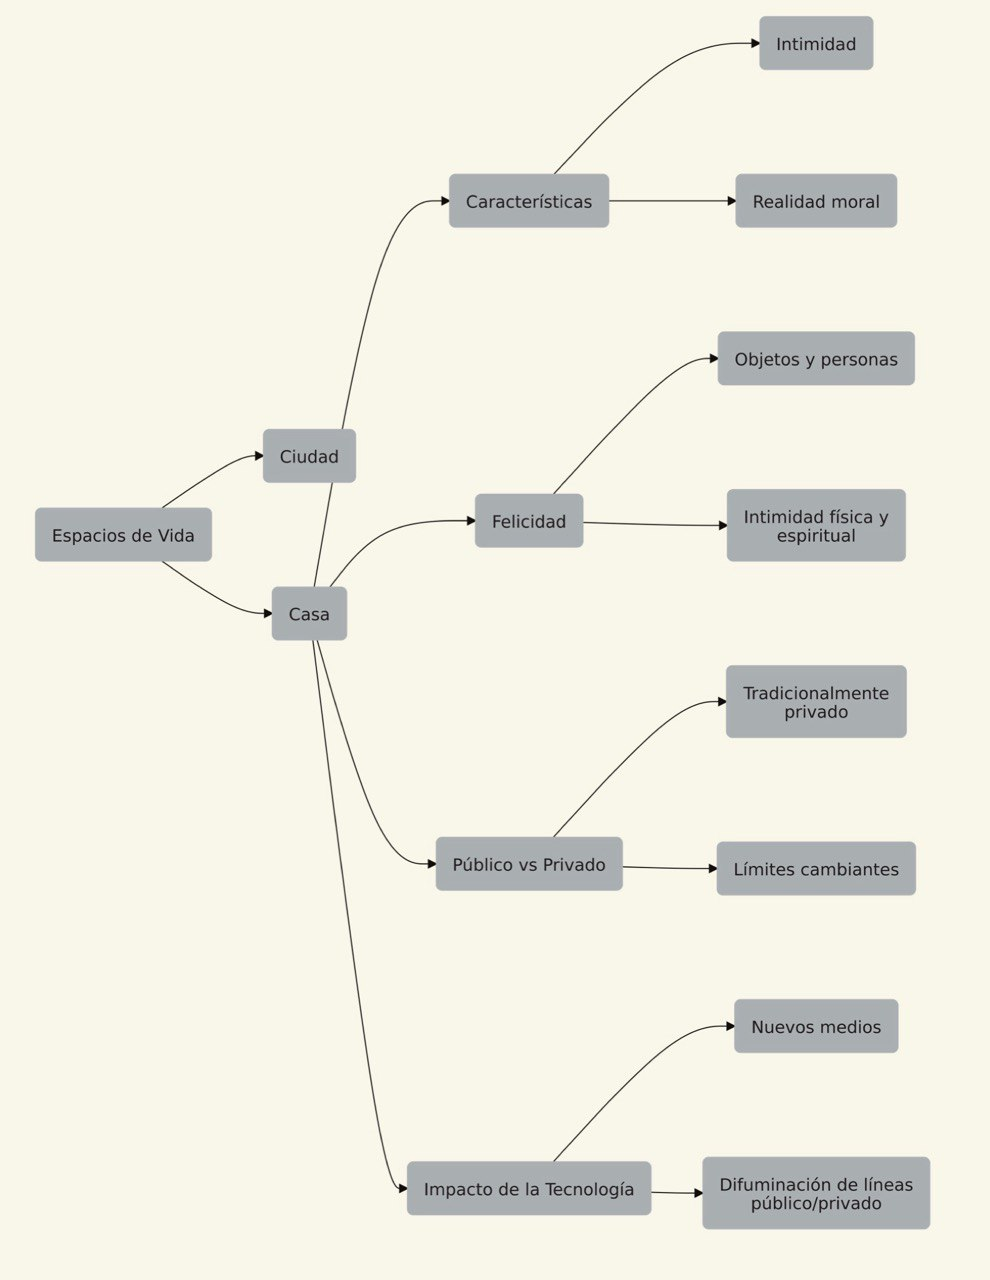 Intimidad
Características
Realidad moral
Objetos y personas
Ciudad
Felicidad
Intimidad física y
espiritual
Espacios de Vida
Casa
Tradicionalmente
privado
Público vs Privado
Límites cambiantes
Nuevos medios
Impacto de la Tecnología
Difuminación de líneas
público/privado